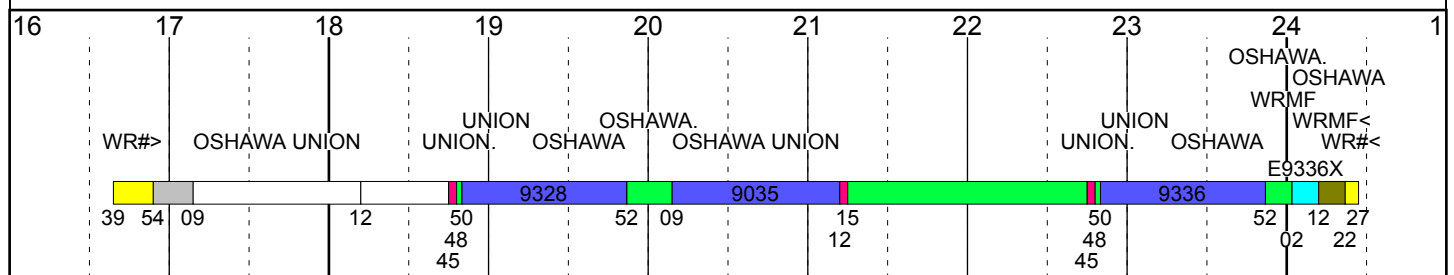 16 17 18 19 20 21 22 23 24 1
OSHAWA.
OSHAWA
WRMF
UNION OSHAWA. UNION WRMF<
WR#> OSHAWA UNION UNION. OSHAWA OSHAWA UNION UNION. OSHAWA WR#<
E9336X
9328 9035 9336
39 54 09 12 50 52 09 15 50 52 12 27
48 12 48 02 22
45 45